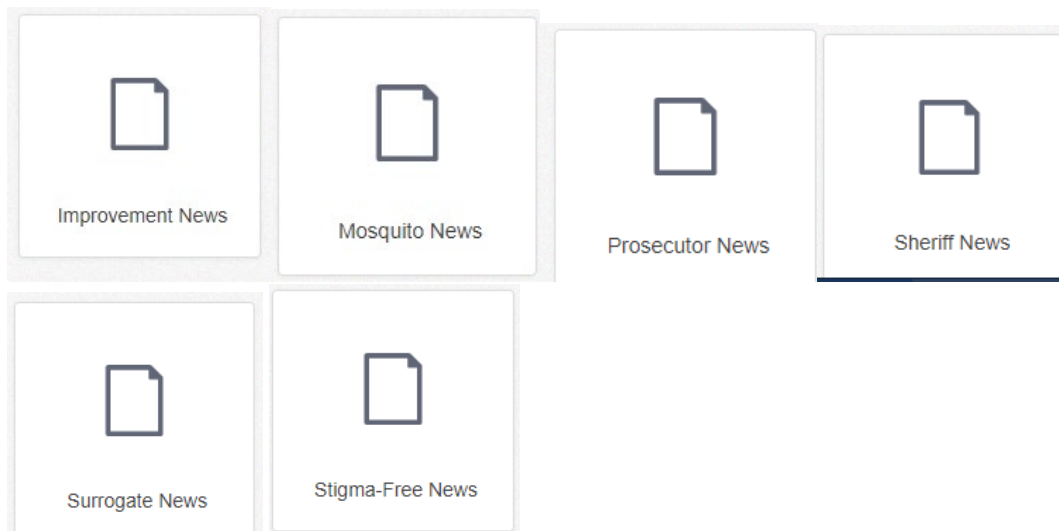 Improvement News
Mosquito News
Prosecutor News
Sheriff News
Surrogate News
Stigma-Free News